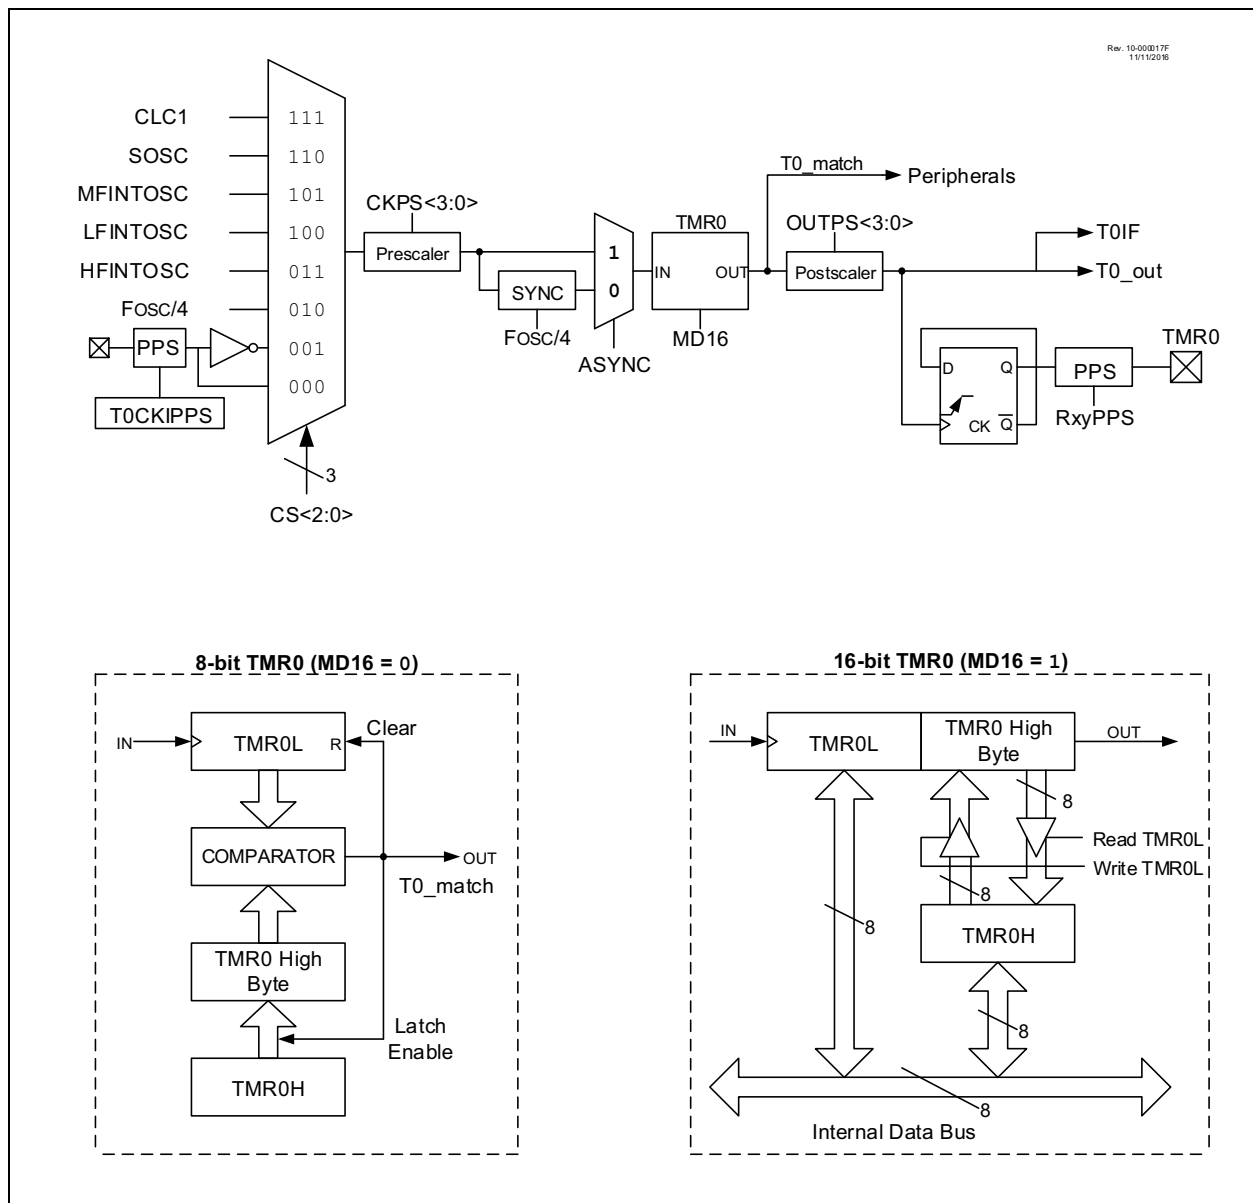 Rev. 10-000017F
11/11/2016
CLC1
111
SOSC
110
MFINTOSC
101
LFINTOSC
100
HFINTOSC
011
FOSC/4
010
PPS
001
000
T0CKIPPS
3
CS<2:0>
CKPS<3:0>
Prescaler
SYNC
FOSC/4
1
0
ASYNC
TMR0
IN
OUT
MD16
T0_match
Peripherals
OUTPS<3:0>
Postscaler
T0IF
T0_out
D
Q
CK
Q
PPS
TMR0
RxyPPS
8-bit TMR0 (MD16 = 0)
IN
TMR0L
R
Clear
COMPARATOR
OUT
T0_match
TMR0 High
Byte
Latch
Enable
TMR0H
16-bit TMR0 (MD16 = 1)
IN
TMR0L
TMR0 High
Byte
OUT
8
Read TMR0L
Write TMR0L
8
8
TMR0H
8
8
Internal Data Bus